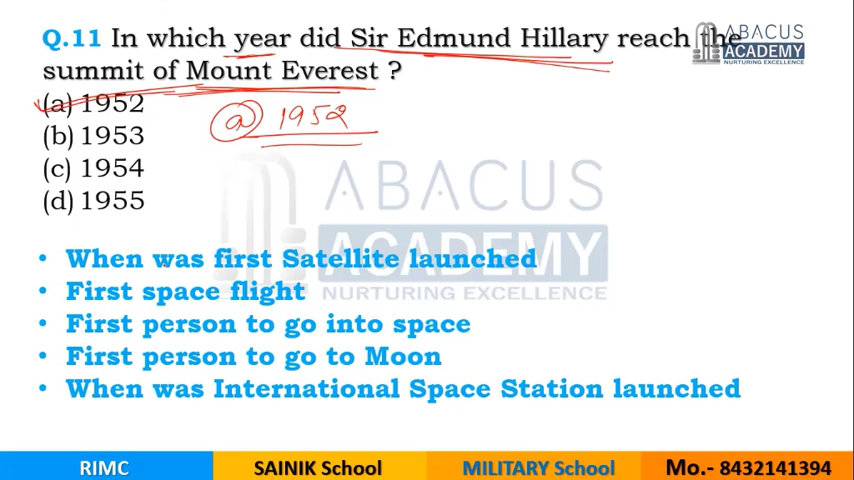 Q.11 In which year did Sir Edmund Hillary reach the
summit of Mount Everest ?
(a) 1952
(b) 1953
(c) 1954
(d) 1955
(a) 1952
ABACUS
ACADEMY
NURTURING EXCELLENCE
ABACUS
ACADEMY
NURTURING EXCELLENCE
• When was first Satellite launched
• First space flight
• First person to go into space
• First person to go to Moon
• When was International Space Station launched
RIMC SAINIK School MILITARY School Mo.- 8432141394